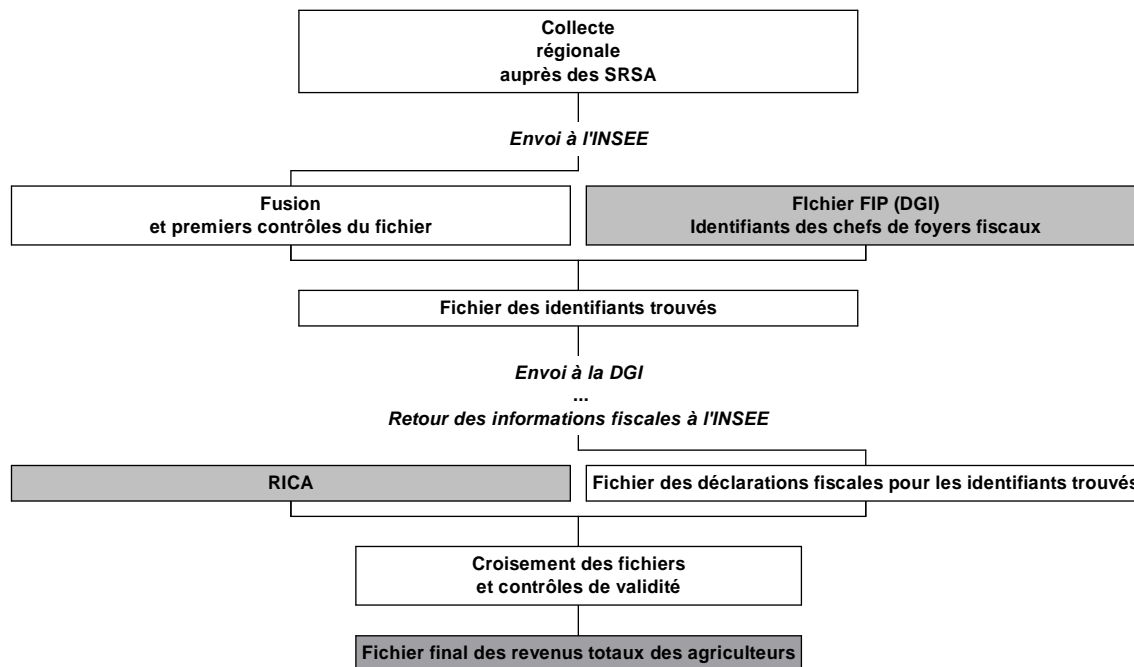 Collecte
régionale
auprès des SRSA
Envoi à l'INSEE
Fusion
et premiers contrôles du fichier
FIchier FIP (DGI)
Identifiants des chefs de foyers fiscaux
Fichier des identifiants trouvés
Envoi à la DGI
...
Retour des informations fiscales à l'INSEE
RICA
Fichier des déclarations fiscales pour les identifiants trouvés
Croisement des fichiers
et contrôles de validité
Fichier final des revenus totaux des agriculteurs